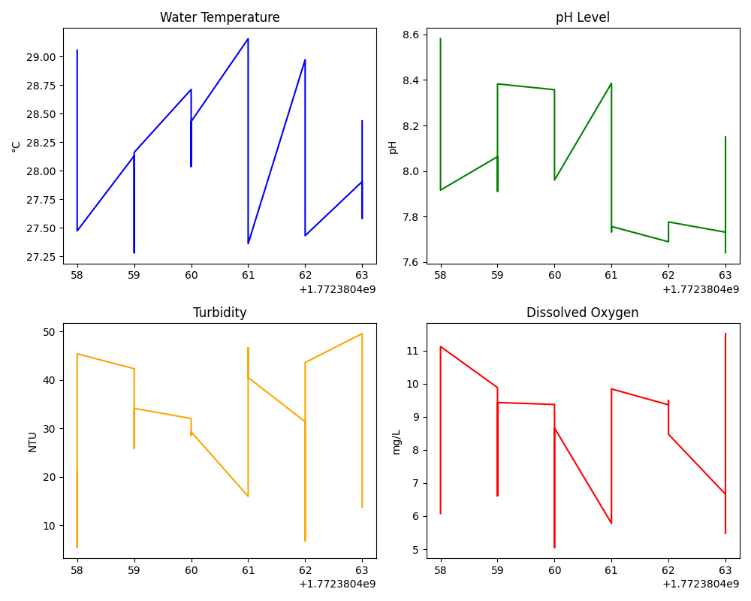 Water Temperature
°C
29.00
28.75
28.50
28.25
28.00
27.75
27.50
27.25
58 59 60 61 62 63
+1.7723804e9
pH Level
pH
8.6
8.4
8.2
8.0
7.8
7.6
58 59 60 61 62 63
+1.7723804e9
Turbidity
NTU
50
40
30
20
10
58 59 60 61 62 63
+1.7723804e9
Dissolved Oxygen
mg/L
11
10
9
8
7
6
5
58 59 60 61 62 63
+1.7723804e9